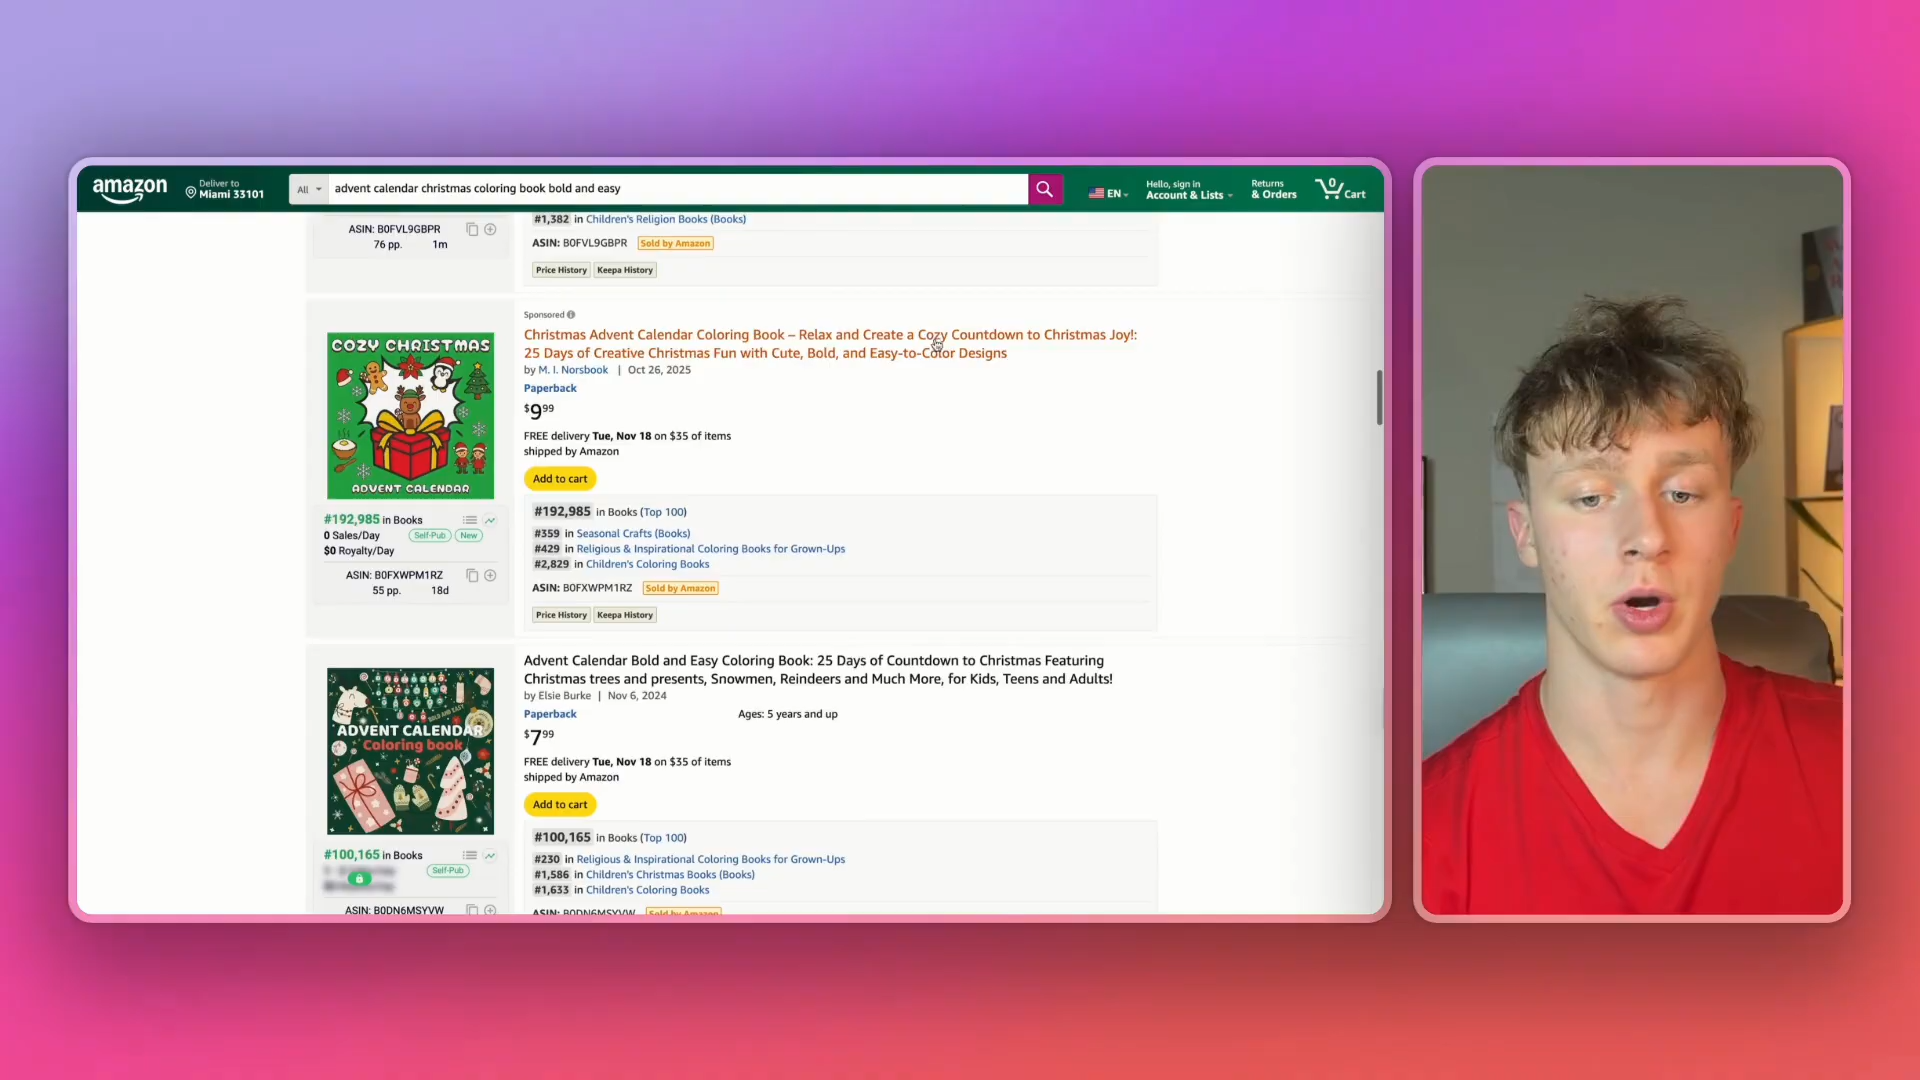 amazon
Deliver to
Miami 33101
All
advent calendar christmas coloring book bold and easy
EN
Hello, sign in
Account & Lists
Returns
& Orders
0
Cart
ASIN: B0FVL9GBPR
76 pp. 1m
#1,382 in Children's Religion Books (Books)
ASIN: B0FVL9GBPR Sold by Amazon
Price History Keepa History
COZY CHRISTMAS
ADVENT CALENDAR
#192,985 in Books
0 Sales/Day Self-Pub New
$0 Royalty/Day
ASIN: B0FXWPM1RZ
55 pp. 18d
Sponsored
Christmas Advent Calendar Coloring Book – Relax and Create a Cozy Countdown to Christmas Joy!:
25 Days of Creative Christmas Fun with Cute, Bold, and Easy-to-Color Designs
by M. I. Norsbook | Oct 26, 2025
Paperback
$9 99
FREE delivery Tue, Nov 18 on $35 of items
shipped by Amazon
Add to cart
#192,985 in Books (Top 100)
#359 in Seasonal Crafts (Books)
#429 in Religious & Inspirational Coloring Books for Grown-Ups
#2,829 in Children's Coloring Books
ASIN: B0FXWPM1RZ Sold by Amazon
Price History Keepa History
BOLD AND EASY
ADVENT CALENDAR
Coloring book
#100,165 in Books
Self-Pub
ASIN: B0DN6MSYVW
Advent Calendar Bold and Easy Coloring Book: 25 Days of Countdown to Christmas Featuring
Christmas trees and presents, Snowmen, Reindeers and Much More, for Kids, Teens and Adults!
by Elsie Burke | Nov 6, 2024
Paperback Ages: 5 years and up
$7 99
FREE delivery Tue, Nov 18 on $35 of items
shipped by Amazon
Add to cart
#100,165 in Books (Top 100)
#230 in Religious & Inspirational Coloring Books for Grown-Ups
#1,586 in Children's Christmas Books (Books)
#1,633 in Children's Coloring Books
ASIN: B0DN6MSYVW Sold by Amazon